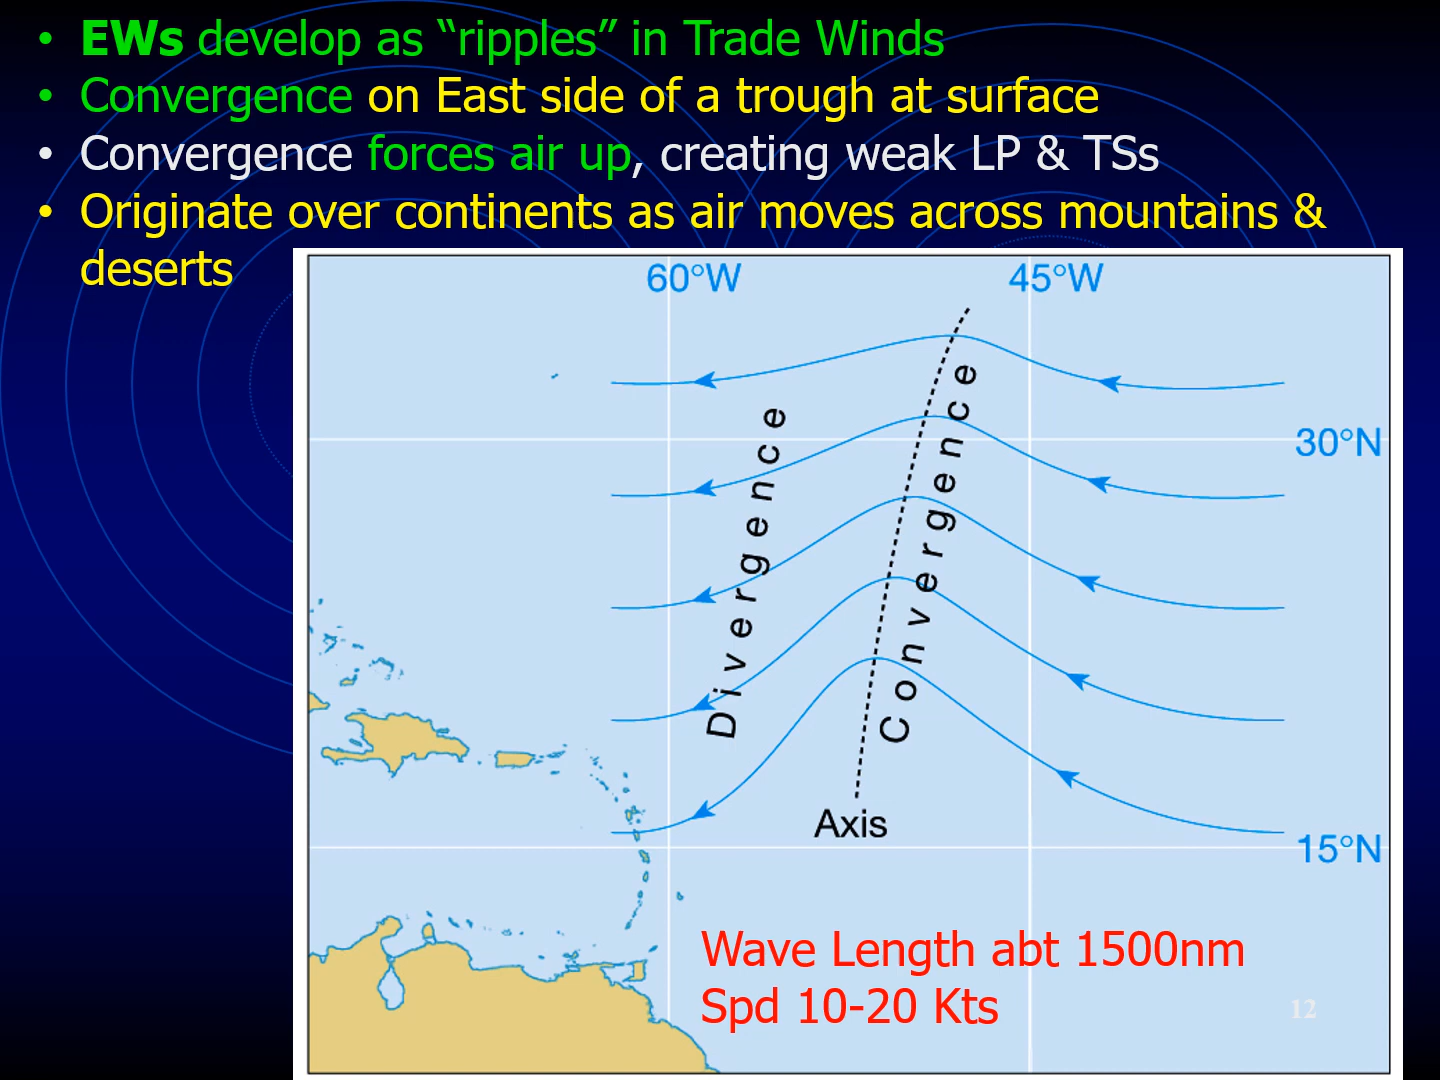 • EWs develop as “ripples” in Trade Winds
• Convergence on East side of a trough at surface
• Convergence forces air up, creating weak LP & TSs
• Originate over continents as air moves across mountains &
deserts
60°W
45°W
30°N
Divergence
Convergence
Axis
15°N
Wave Length abt 1500nm
Spd 10-20 Kts
12